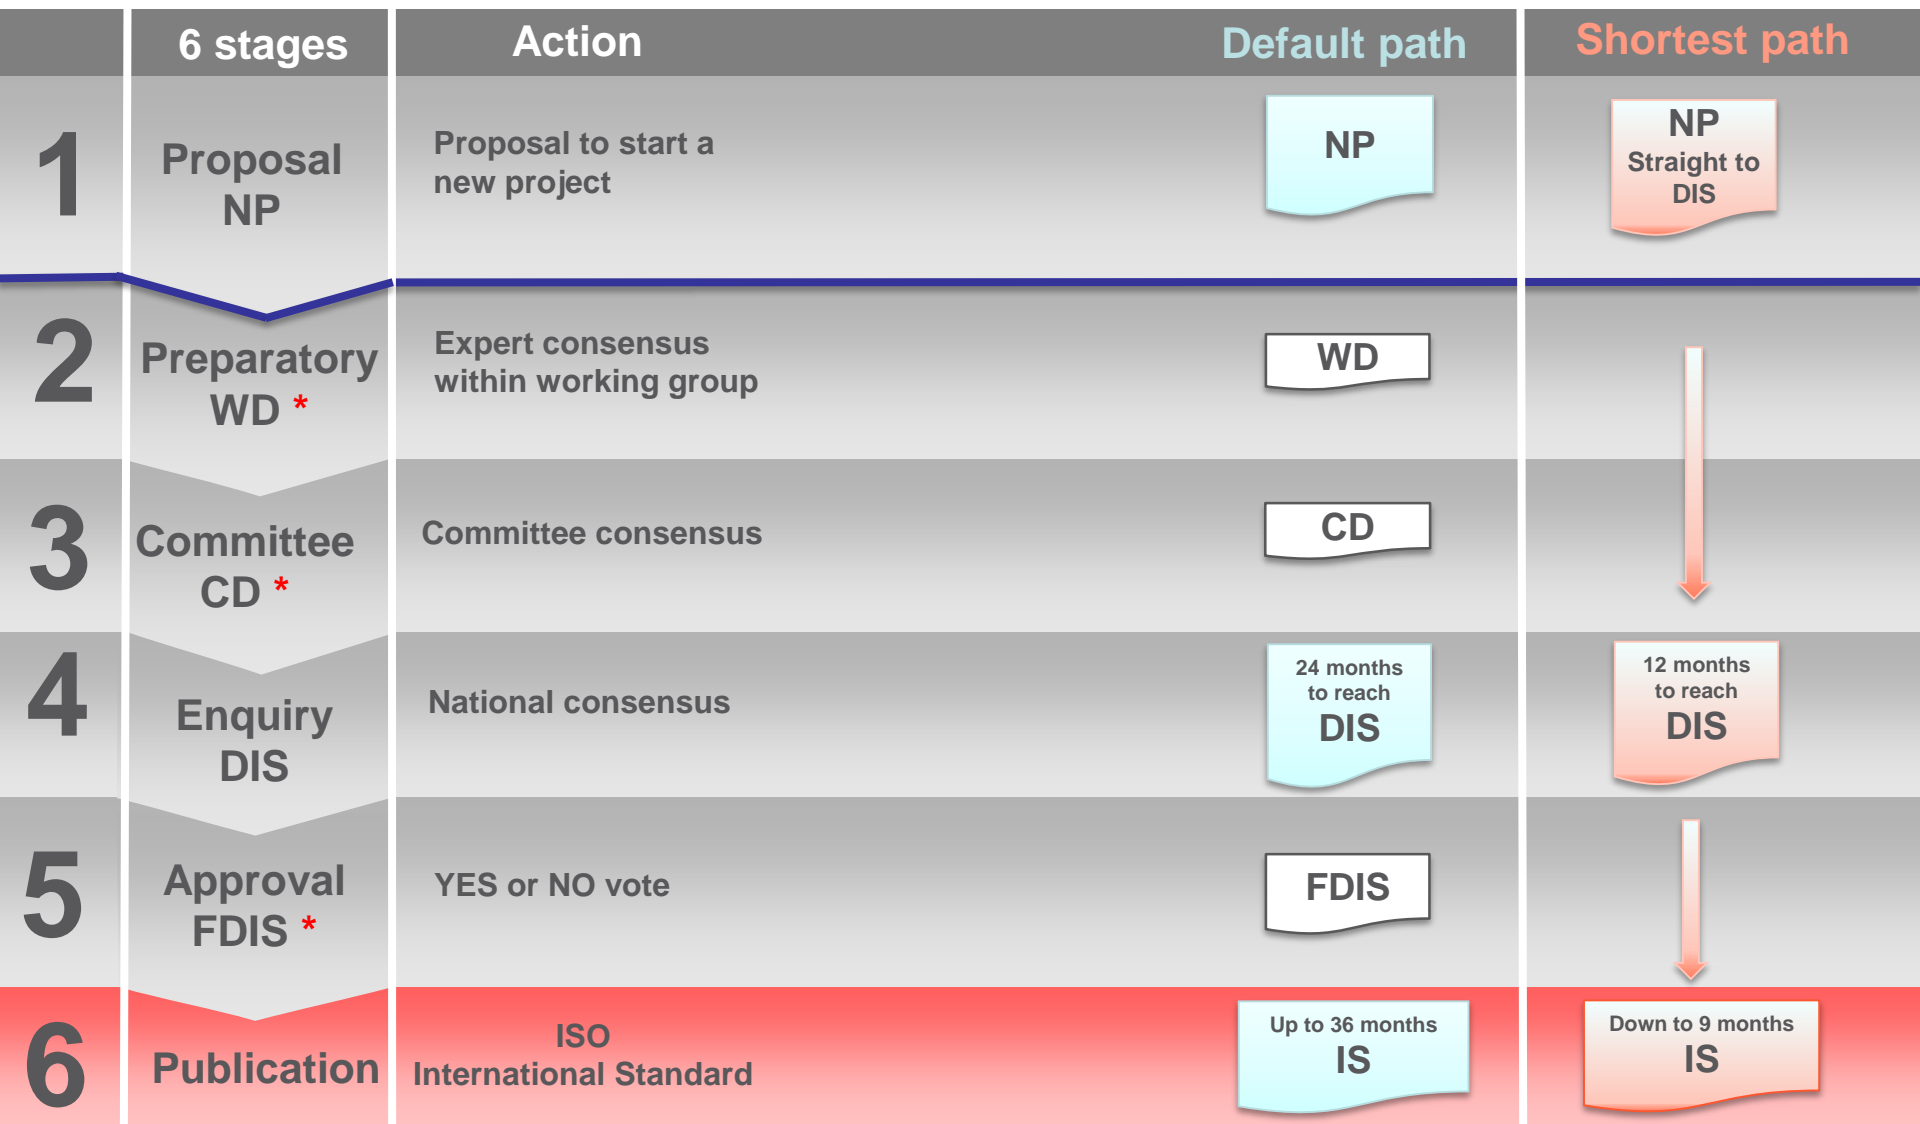 6 stages
Action
Default path
Shortest path
1
Proposal
NP
Proposal to start a
new project
NP
NP
Straight to
DIS
2
Preparatory
WD *
Expert consensus
within working group
WD
3
Committee
CD *
Committee consensus
CD
4
Enquiry
DIS
National consensus
24 months
to reach
DIS
12 months
to reach
DIS
5
Approval
FDIS *
YES or NO vote
FDIS
6
Publication
ISO
International Standard
Up to 36 months
IS
Down to 9 months
IS